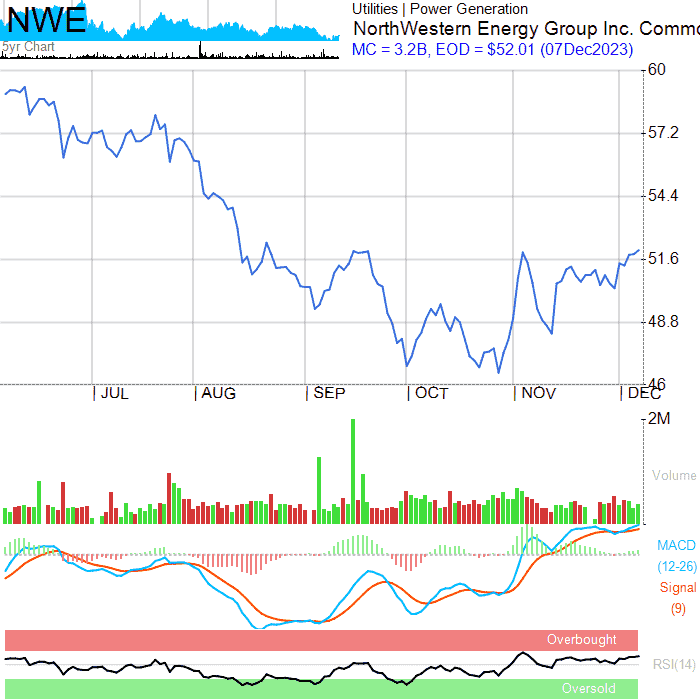 NWE
5yr Chart
Utilities | Power Generation
NorthWestern Energy Group Inc. Commo
MC = 3.2B, EOD = $52.01 (07Dec2023)
60
57.2
54.4
51.6
48.8
46
JUL
AUG
SEP
OCT
NOV
DEC
2M
Volume
MACD
(12-26)
Signal
(9)
Overbought
RSI(14)
Oversold